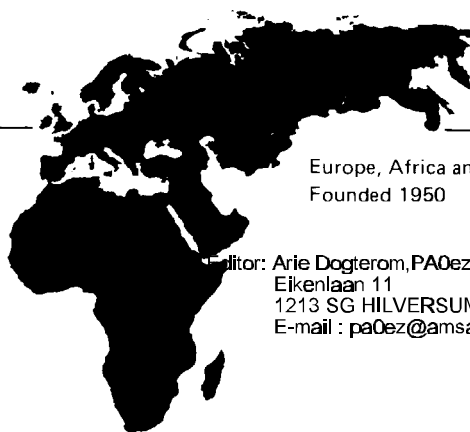 Europe, Africa an
Founded 1950
Editor: Arie Dogterom,PA0ez
Eikenlaan 11
1213 SG HILVERSUM
E-mail : pa0ez@amsa